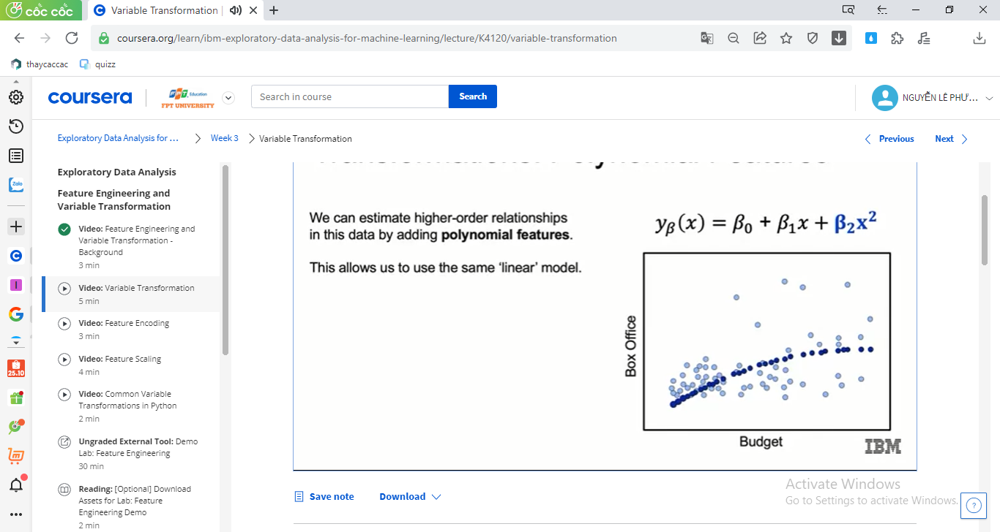 cốc cốc
Variable Transformation
coursera.org/learn/ibm-exploratory-data-analysis-for-machine-learning/lecture/K4120/variable-transformation
thaycaccac
quizz
coursera
FPT. Education
FPT UNIVERSITY
Search in course
Search
NGUYỄN LÊ PHƯ...
Exploratory Data Analysis for ...
Week 3
Variable Transformation
Previous
Next
Zalo
25.10
Exploratory Data Analysis
Feature Engineering and
Variable Transformation
Video: Feature Engineering and
Variable Transformation -
Background
3 min
Video: Variable Transformation
5 min
Video: Feature Encoding
3 min
Video: Feature Scaling
4 min
Video: Common Variable
Transformations in Python
2 min
Ungraded External Tool: Demo
Lab: Feature Engineering
30 min
Reading: [Optional] Download
Assets for Lab: Feature
Engineering Demo
2 min
We can estimate higher-order relationships
in this data by adding polynomial features.
This allows us to use the same ‘linear’ model.
yβ(x) = β₀ + β₁x + β₂x²
Box Office
Budget
IBM
Save note
Download
Activate Windows
Go to Settings to activate Windows.
?